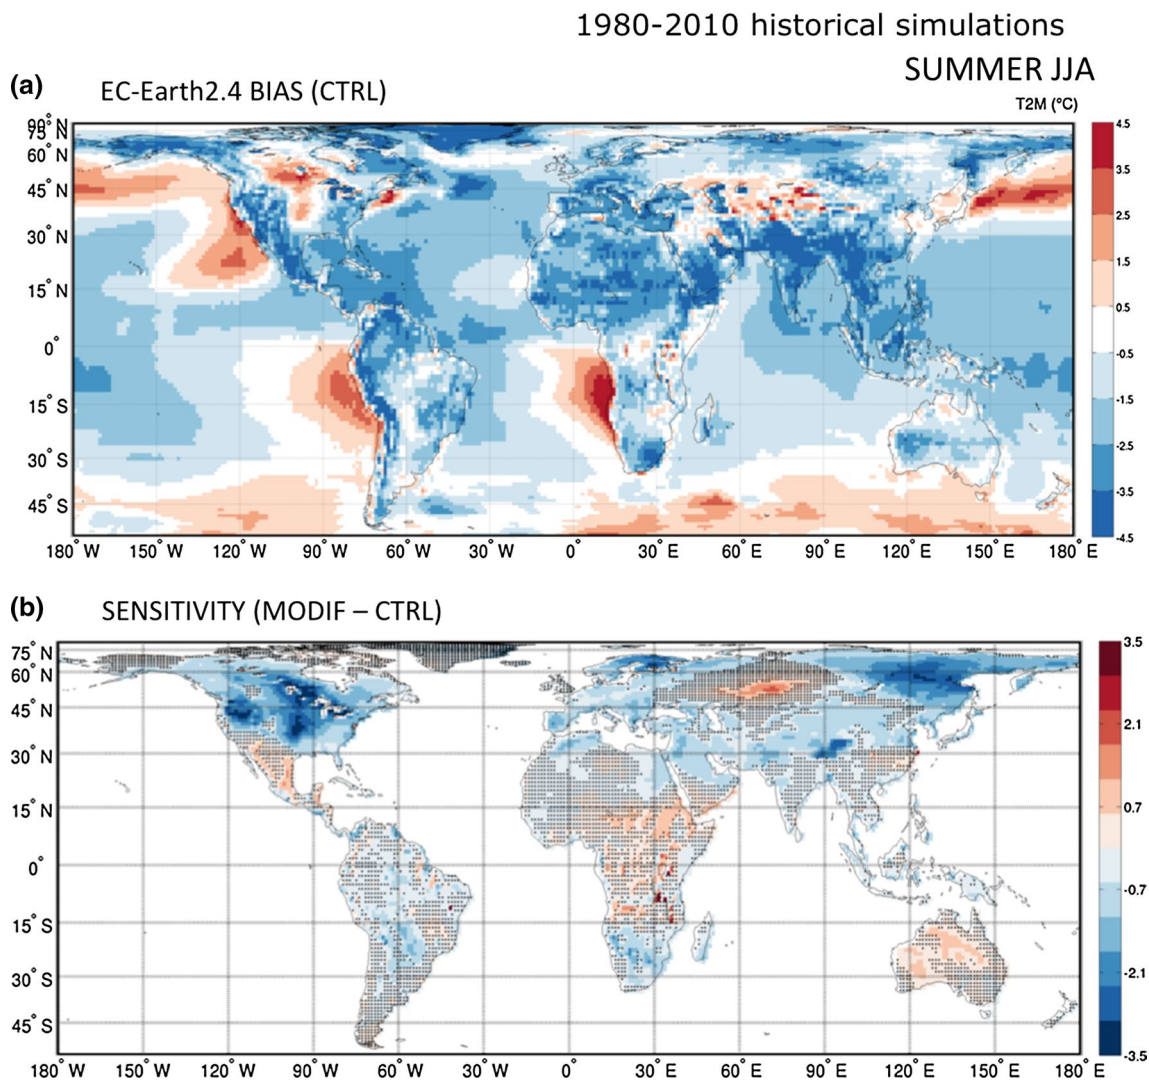 1980-2010 historical simulations
SUMMER JJA
(a)
EC-Earth2.4 BIAS (CTRL)
T2M (°C)
90° N
75° N
60° N
45° N
30° N
15° N
0°
15° S
30° S
45° S
180° W 150° W 120° W 90° W 60° W 30° W 0° 30° E 60° E 90° E 120° E 150° E 180° E
4.5
3.5
2.5
1.5
0.5
-0.5
-1.5
-2.5
-3.5
-4.5
(b)
SENSITIVITY (MODIF – CTRL)
75° N
60° N
45° N
30° N
15° N
0°
15° S
30° S
45° S
180° W 150° W 120° W 90° W 60° W 30° W 0° 30° E 60° E 90° E 120° E 150° E 180° E
3.5
2.1
0.7
-0.7
-2.1
-3.5